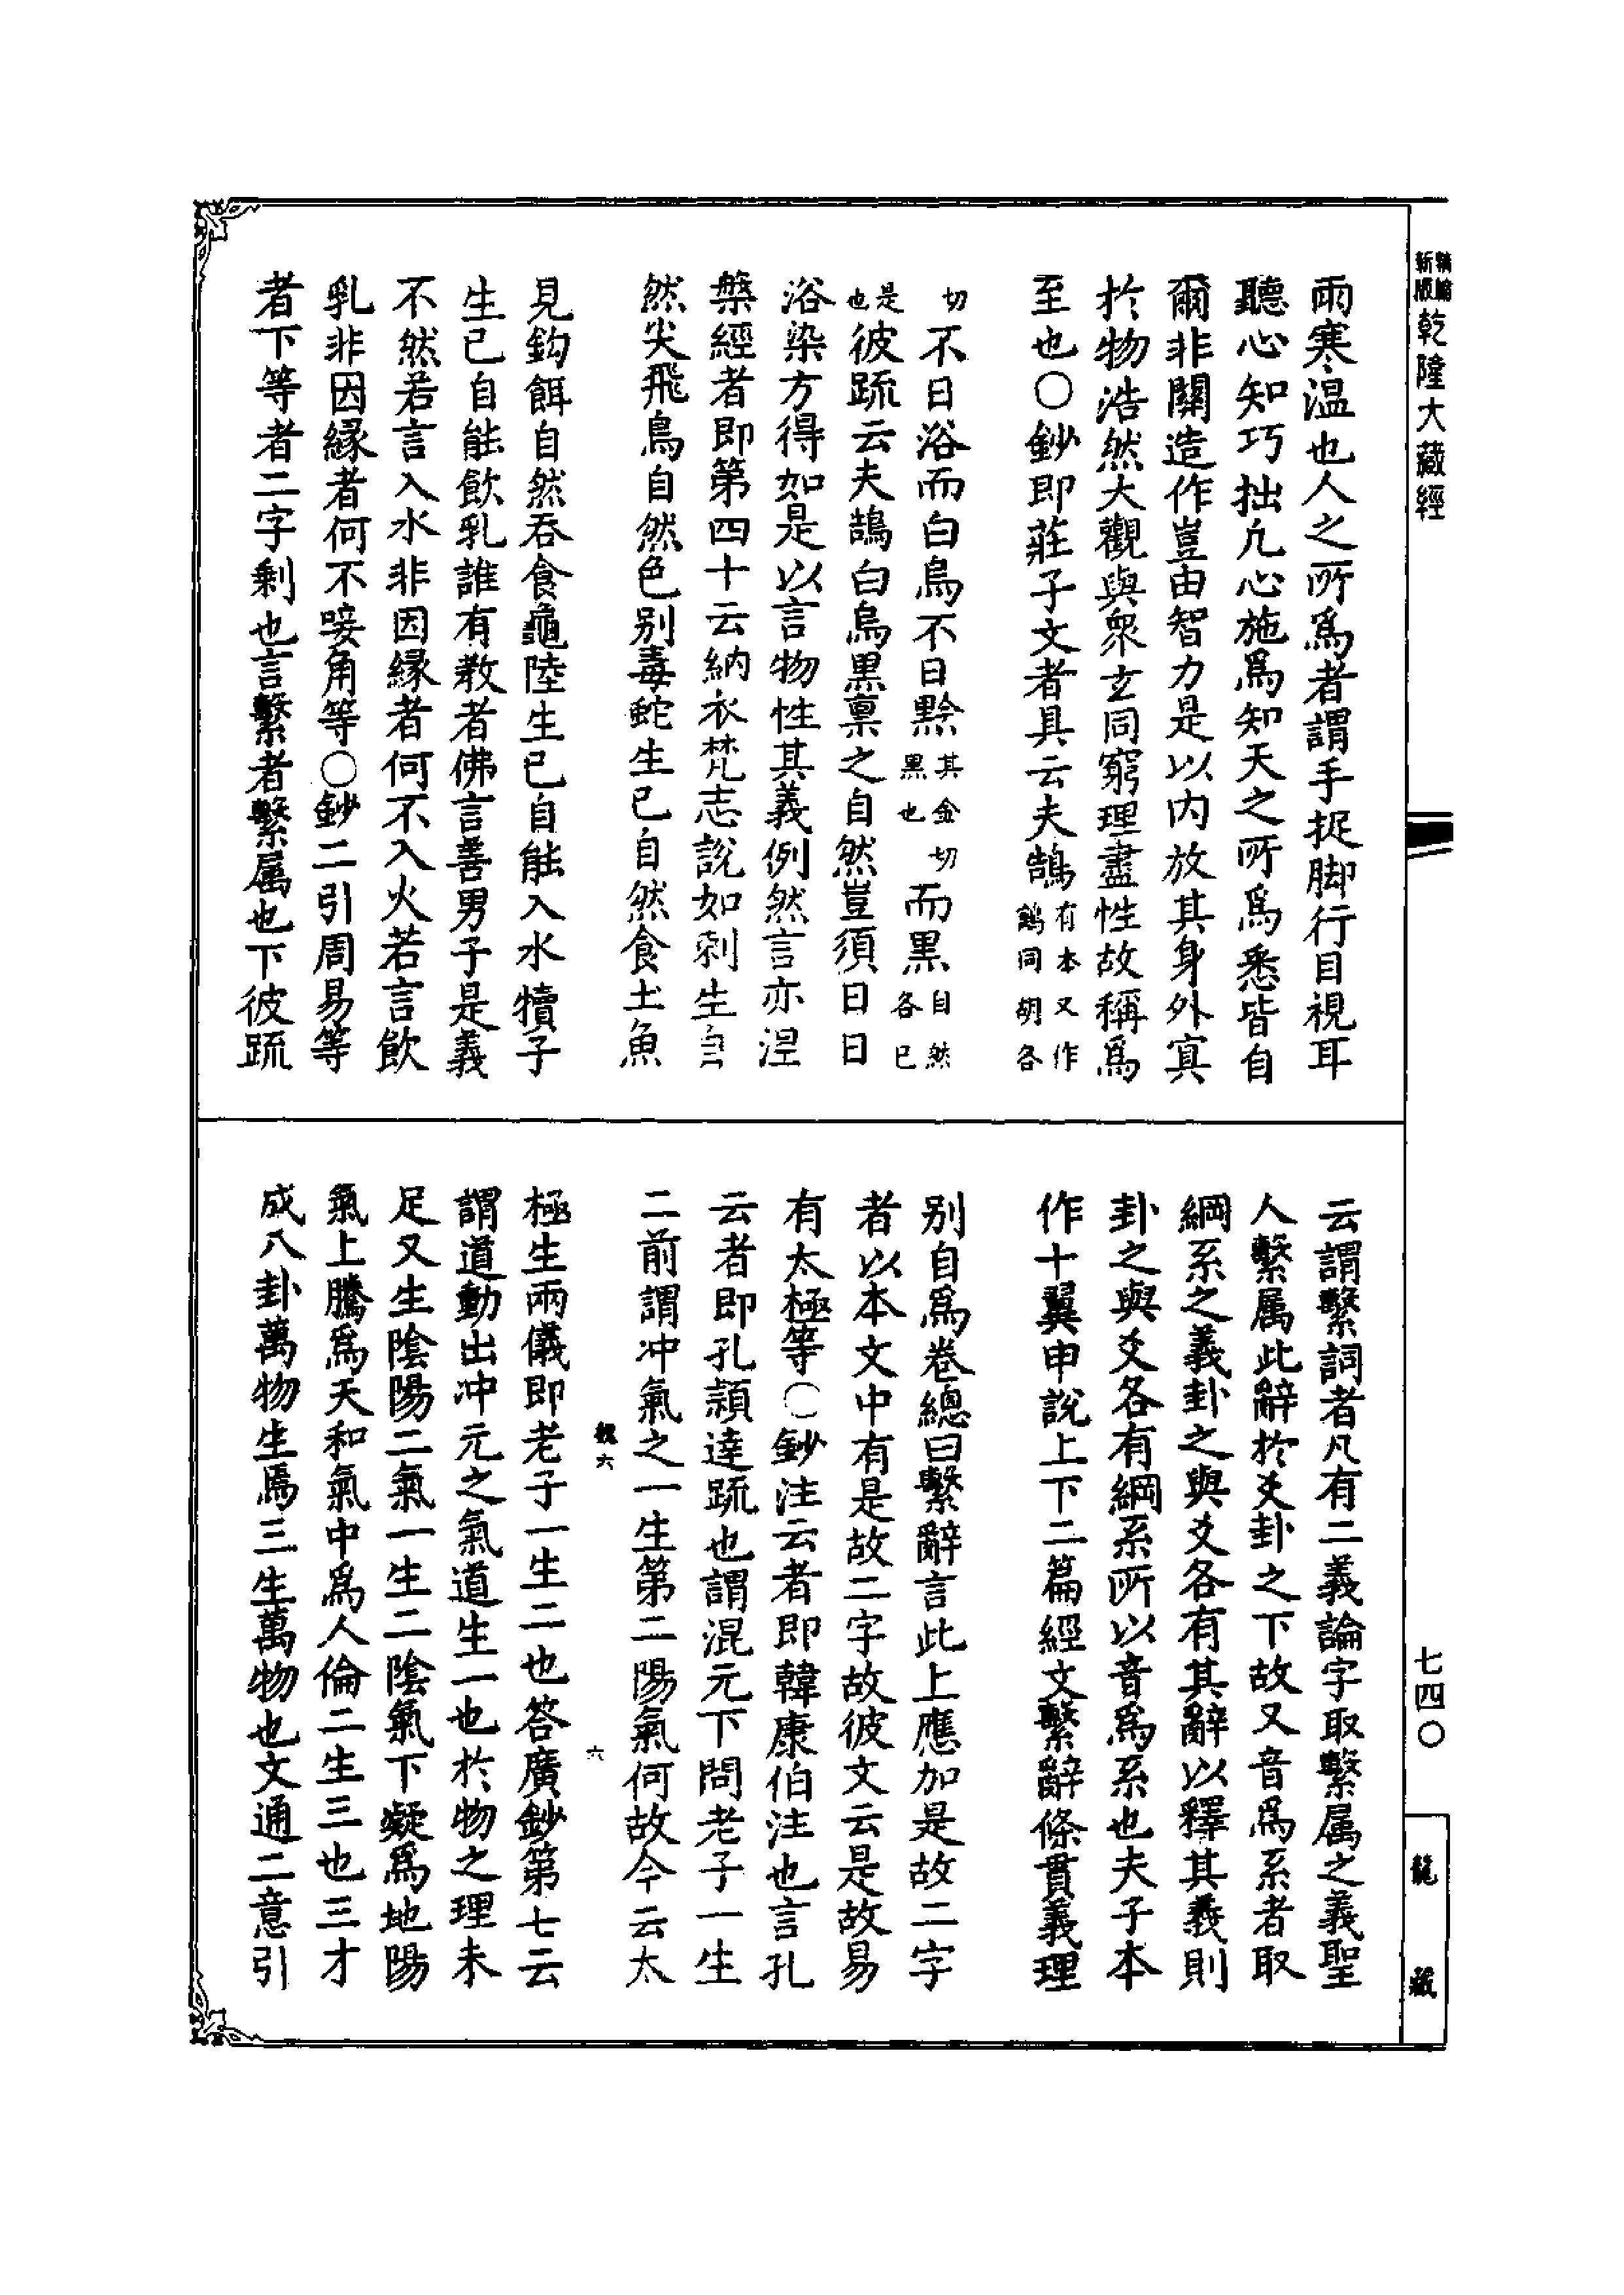 精縮
新版
乾隆大藏經
雨寒温也人之所爲者謂手捉脚行目視耳
聽心知巧拙凡心施爲知天之所爲悉皆自
爾非關造作豈由智力是以内放其身外寘
於物浩然大觀與衆玄同窮理盡性故稱爲
至也〇鈔即莊子文者具云夫鵠有本又作鶴同胡各
切不日浴而白烏不日黔其金切黑也而黒自然各已
是也彼疏云夫鵠白烏黒禀之自然豈須日日
浴染方得如是以言物性其義例然言亦涅
槃經者即第四十云納衣梵志說如刺生自
然尖飛鳥自然色别毒蛇生已自然食土魚
見鈎餌自然吞食龜陸生已自能入水犢子
生已自能飲乳誰有教者佛言善男子是義
不然若言入水非因緣者何不入火若言飲
乳非因緣者何不唼角等〇鈔二引周易等
者下等者二字剩也言繫者繫属也下彼疏
云謂繫詞者凡有二義論字取繫属之義聖
人繫属此辭於爻卦之下故又音爲系者取
綱系之義卦之與爻各有其辭以釋其義則
卦之與爻各有綱系所以音爲系也夫子本
作十翼申說上下二篇經文繫辭條貫義理
别自爲卷總曰繫辭言此上應加是故二字
者以本文中有是故二字故彼文云是故易
有太極等〇鈔注云者即韓康伯注也言孔
云者即孔頴達疏也謂混元下問老子一生
二前謂冲氣之一生第二陽氣何故今云太
六
六
極生兩儀即老子一生二也答廣鈔第七云
謂道動出冲元之氣道生一也於物之理未
足又生陰陽二氣一生二陰氣下凝爲地陽
氣上騰爲天和氣中爲人倫二生三也三才
成八卦萬物生焉三生萬物也文通二意引
七四〇
龍藏